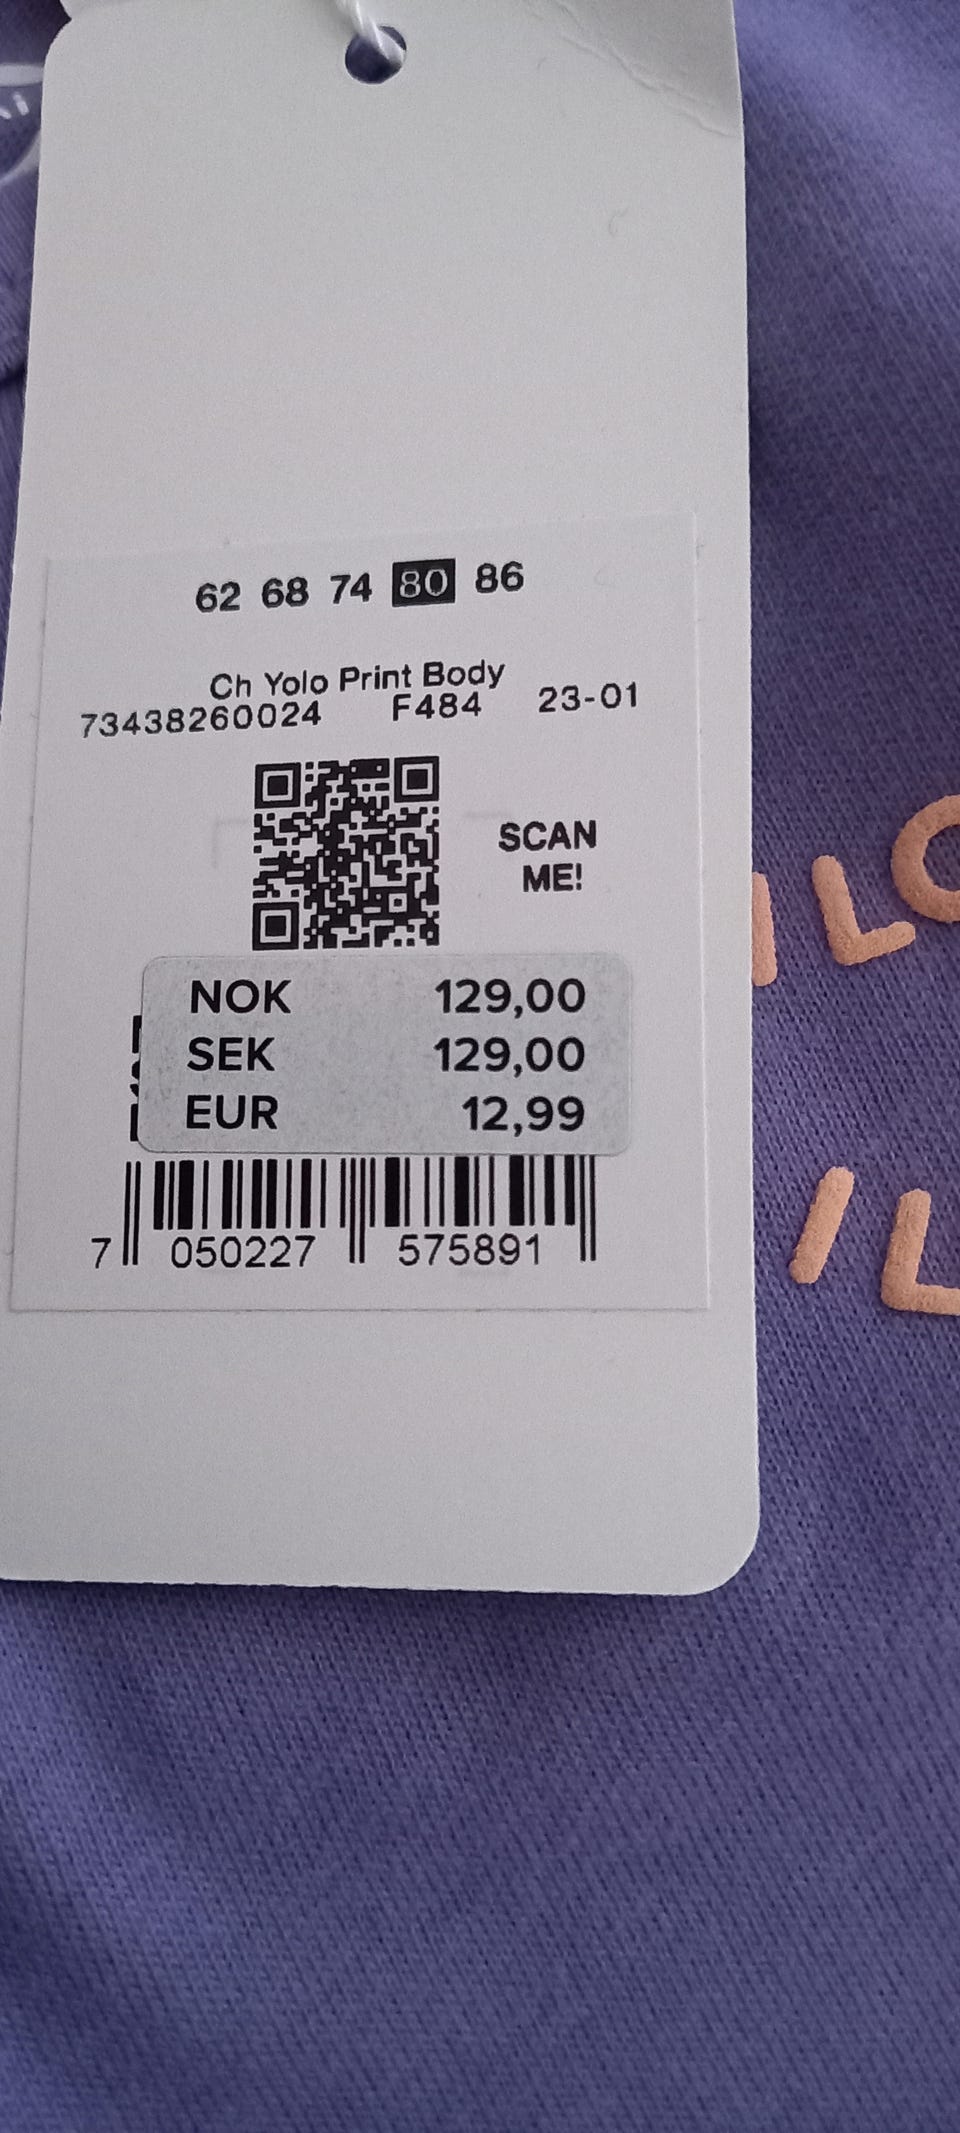 62 68 74 80 86
Ch Yolo Print Body
73438260024 F484 23-01
SCAN
ME!
NOK 129,00
SEK 129,00
EUR 12,99
7 050227 575891